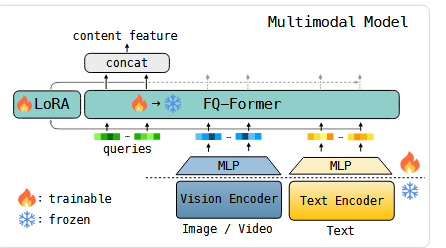 Multimodal Model
content feature
concat
LoRA
FQ-Former
queries
MLP
MLP
Vision Encoder
Text Encoder
: trainable
: frozen
Image / Video
Text